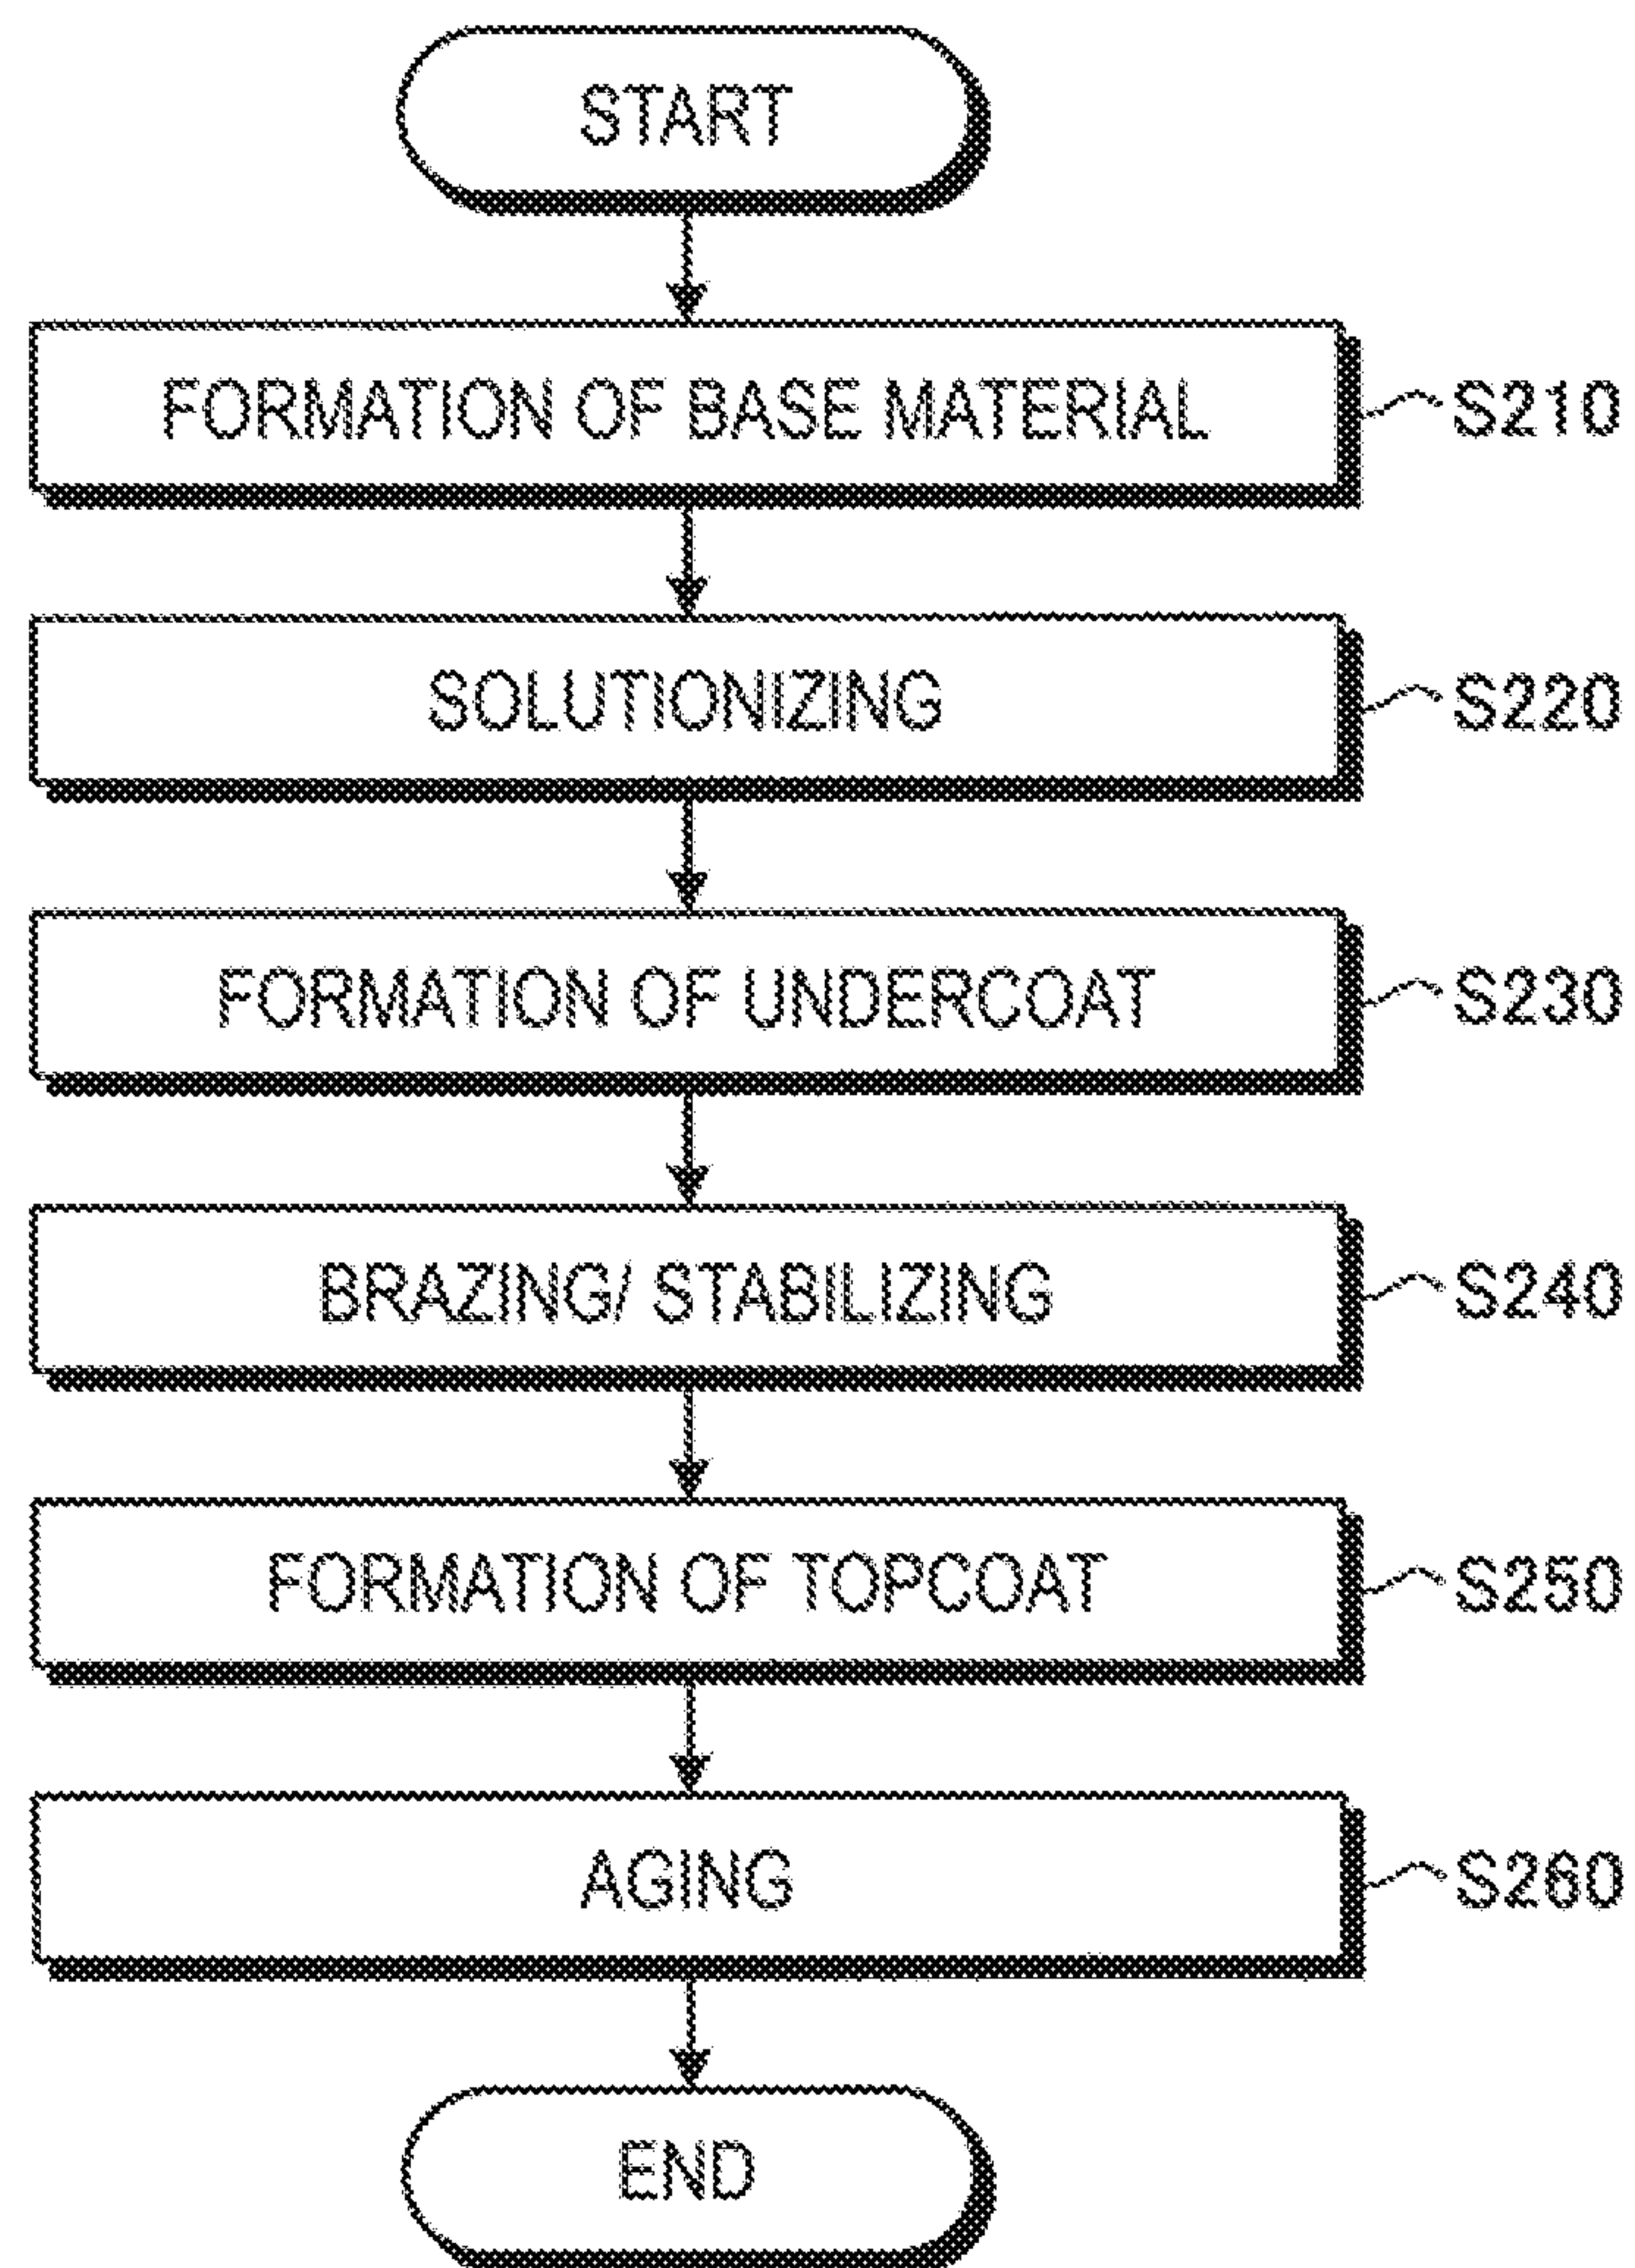 START
FORMATION OF BASE MATERIAL S210
SOLUTIONIZING S220
FORMATION OF UNDERCOAT S230
BRAZING/ STABILIZING S240
FORMATION OF TOPCOAT S250
AGING S260
END